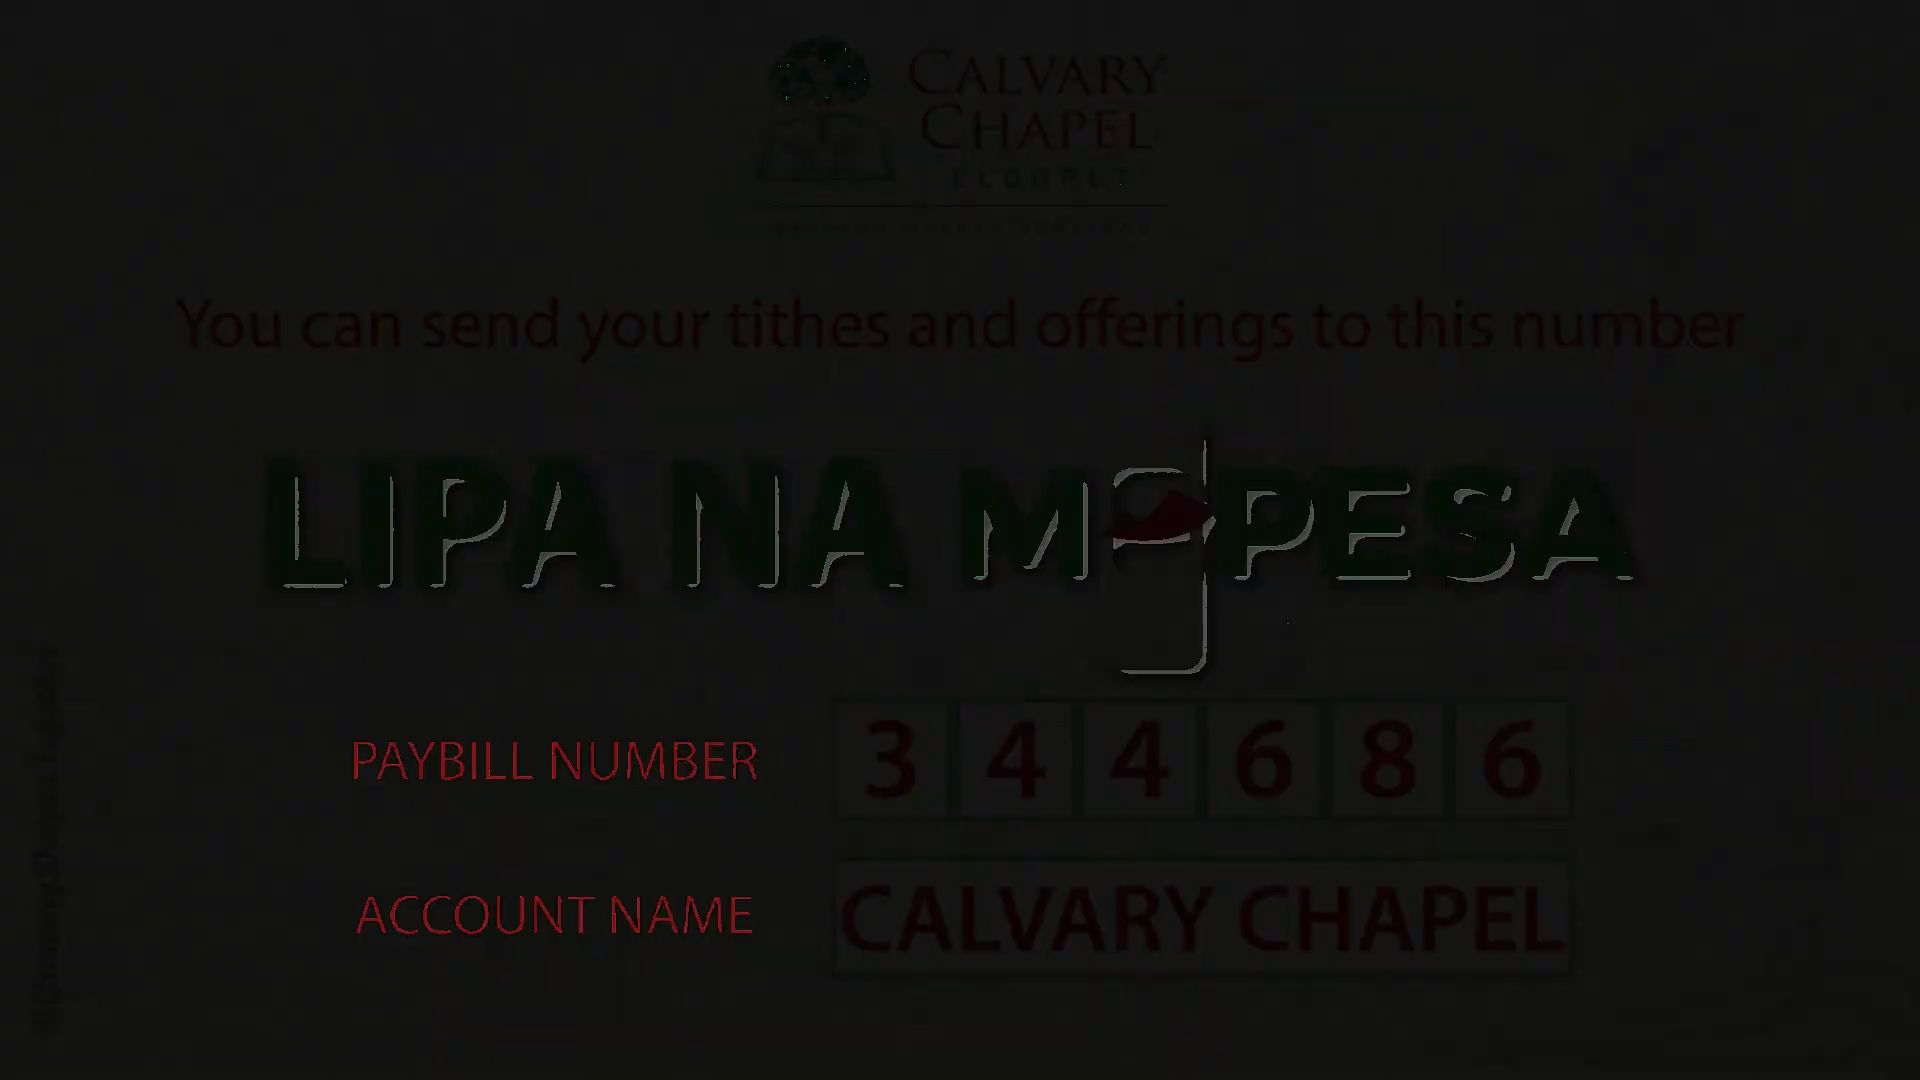 CALVARY
CHAPEL
ELDORET
You can send your tithes and offerings to this number
LIPA NA M PESA
PAYBILL NUMBER 3 4 4 6 8 6
ACCOUNT NAME CALVARY CHAPEL